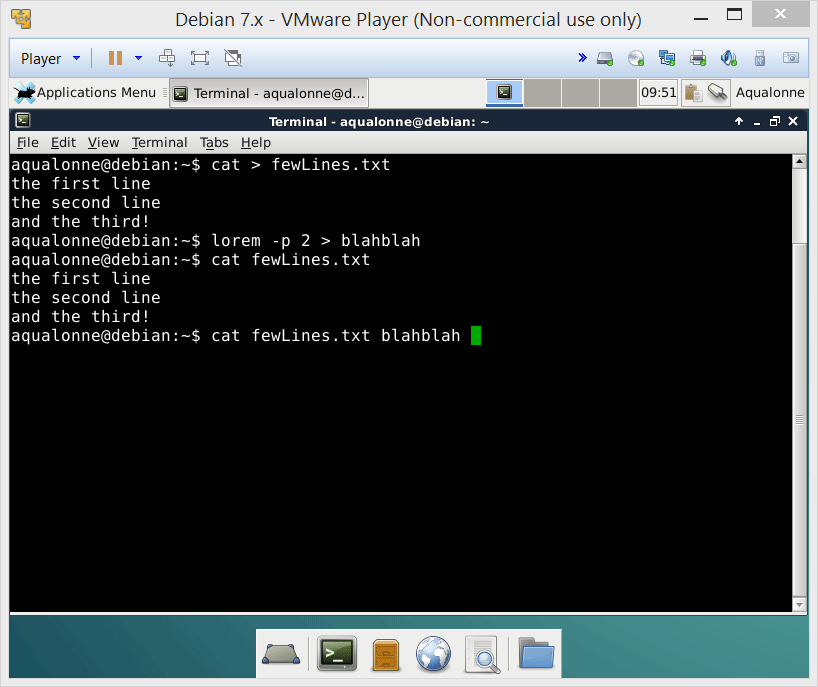 Debian 7.x - VMware Player (Non-commercial use only)
Player
Applications Menu
Terminal - aqualonne@d...
09:51
Aqualonne
Terminal - aqualonne@debian: ~
File Edit View Terminal Tabs Help
aqualonne@debian:~$ cat > fewLines.txt
the first line
the second line
and the third!
aqualonne@debian:~$ lorem -p 2 > blahblah
aqualonne@debian:~$ cat fewLines.txt
the first line
the second line
and the third!
aqualonne@debian:~$ cat fewLines.txt blahblah